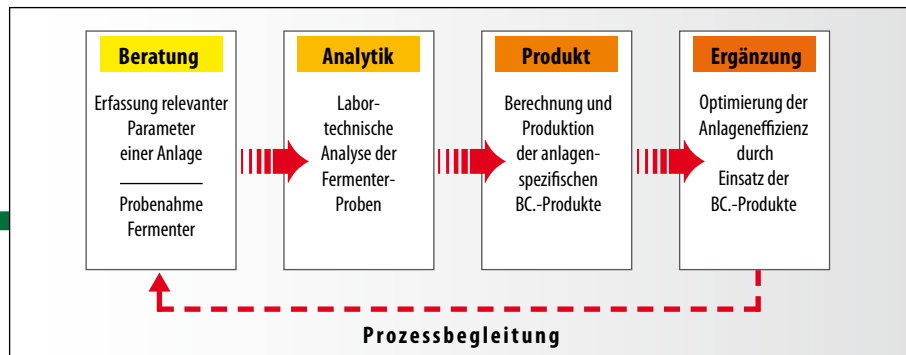 Beratung
Erfassung relevanter
Parameter
einer Anlage
Probenahme
Fermenter
Analytik
Labor-
technische
Analyse der
Fermenter-
Proben
Produkt
Berechnung und
Produktion
der anlagen-
spezifischen
BC.-Produkte
Ergänzung
Optimierung der
Anlageneffizienz
durch
Einsatz der
BC.-Produkte
Prozessbegleitung